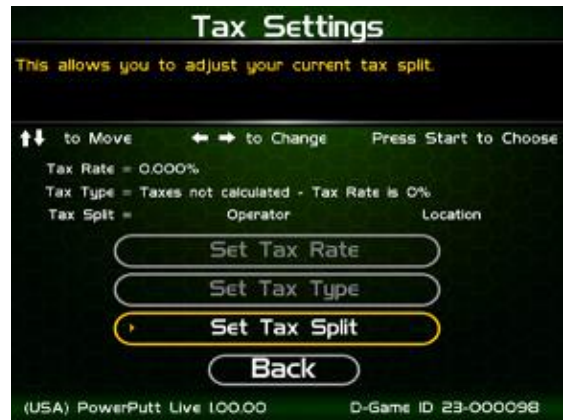 Tax Settings
This allows you to adjust your current tax split.
to Move to Change Press Start to Choose
Tax Rate = 0.000%
Tax Type = Taxes not calculated - Tax Rate is 0%
Tax Split = Operator Location
Set Tax Rate
Set Tax Type
Set Tax Split
Back
(USA) PowerPutt Live 1.00.00 D-Game ID 23-000098